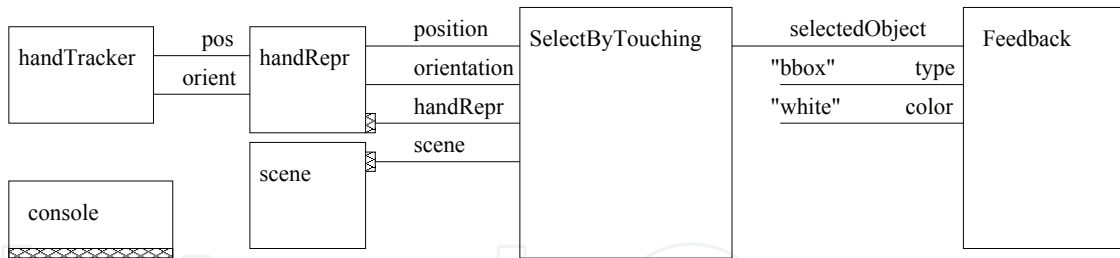 handTracker
pos
orient
handRepr
position
orientation
handRepr
scene
SelectByTouching
selectedObject
"bbox" type
"white" color
Feedback
scene
console